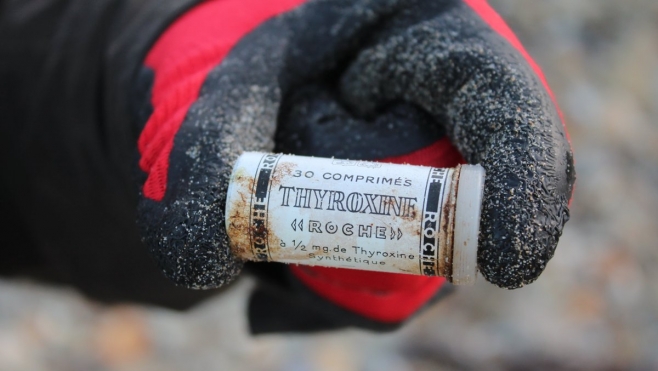 30 COMPRIMÉS
THYROXINE
«ROCHE»
à 1/2 mg. de Thyroxine
Synthétique
ROCHE
ROCHE